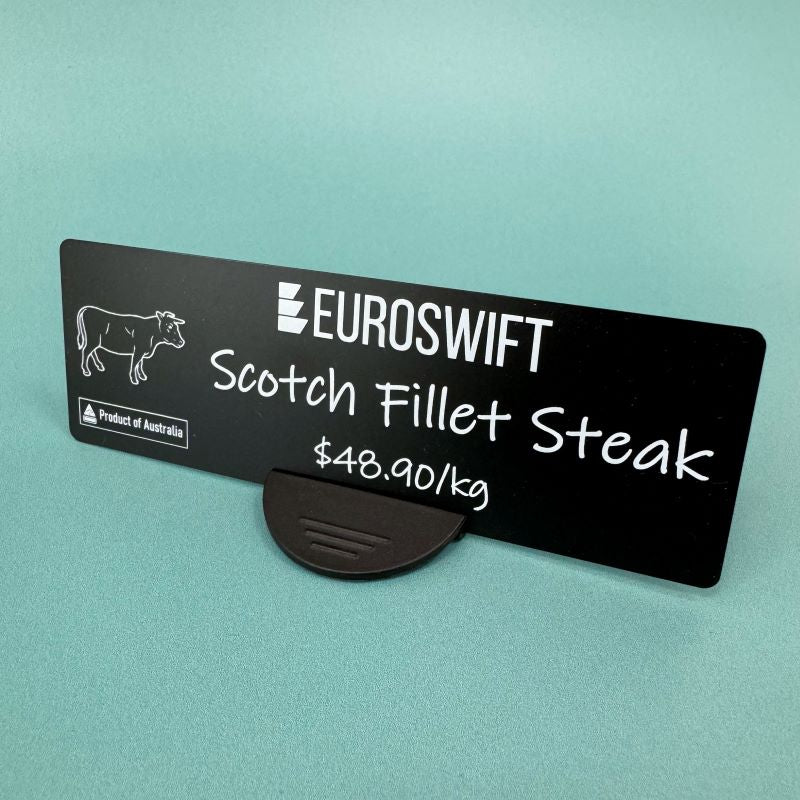 EUROSWIFT
Scotch Fillet Steak
$48.90/kg
Product of Australia